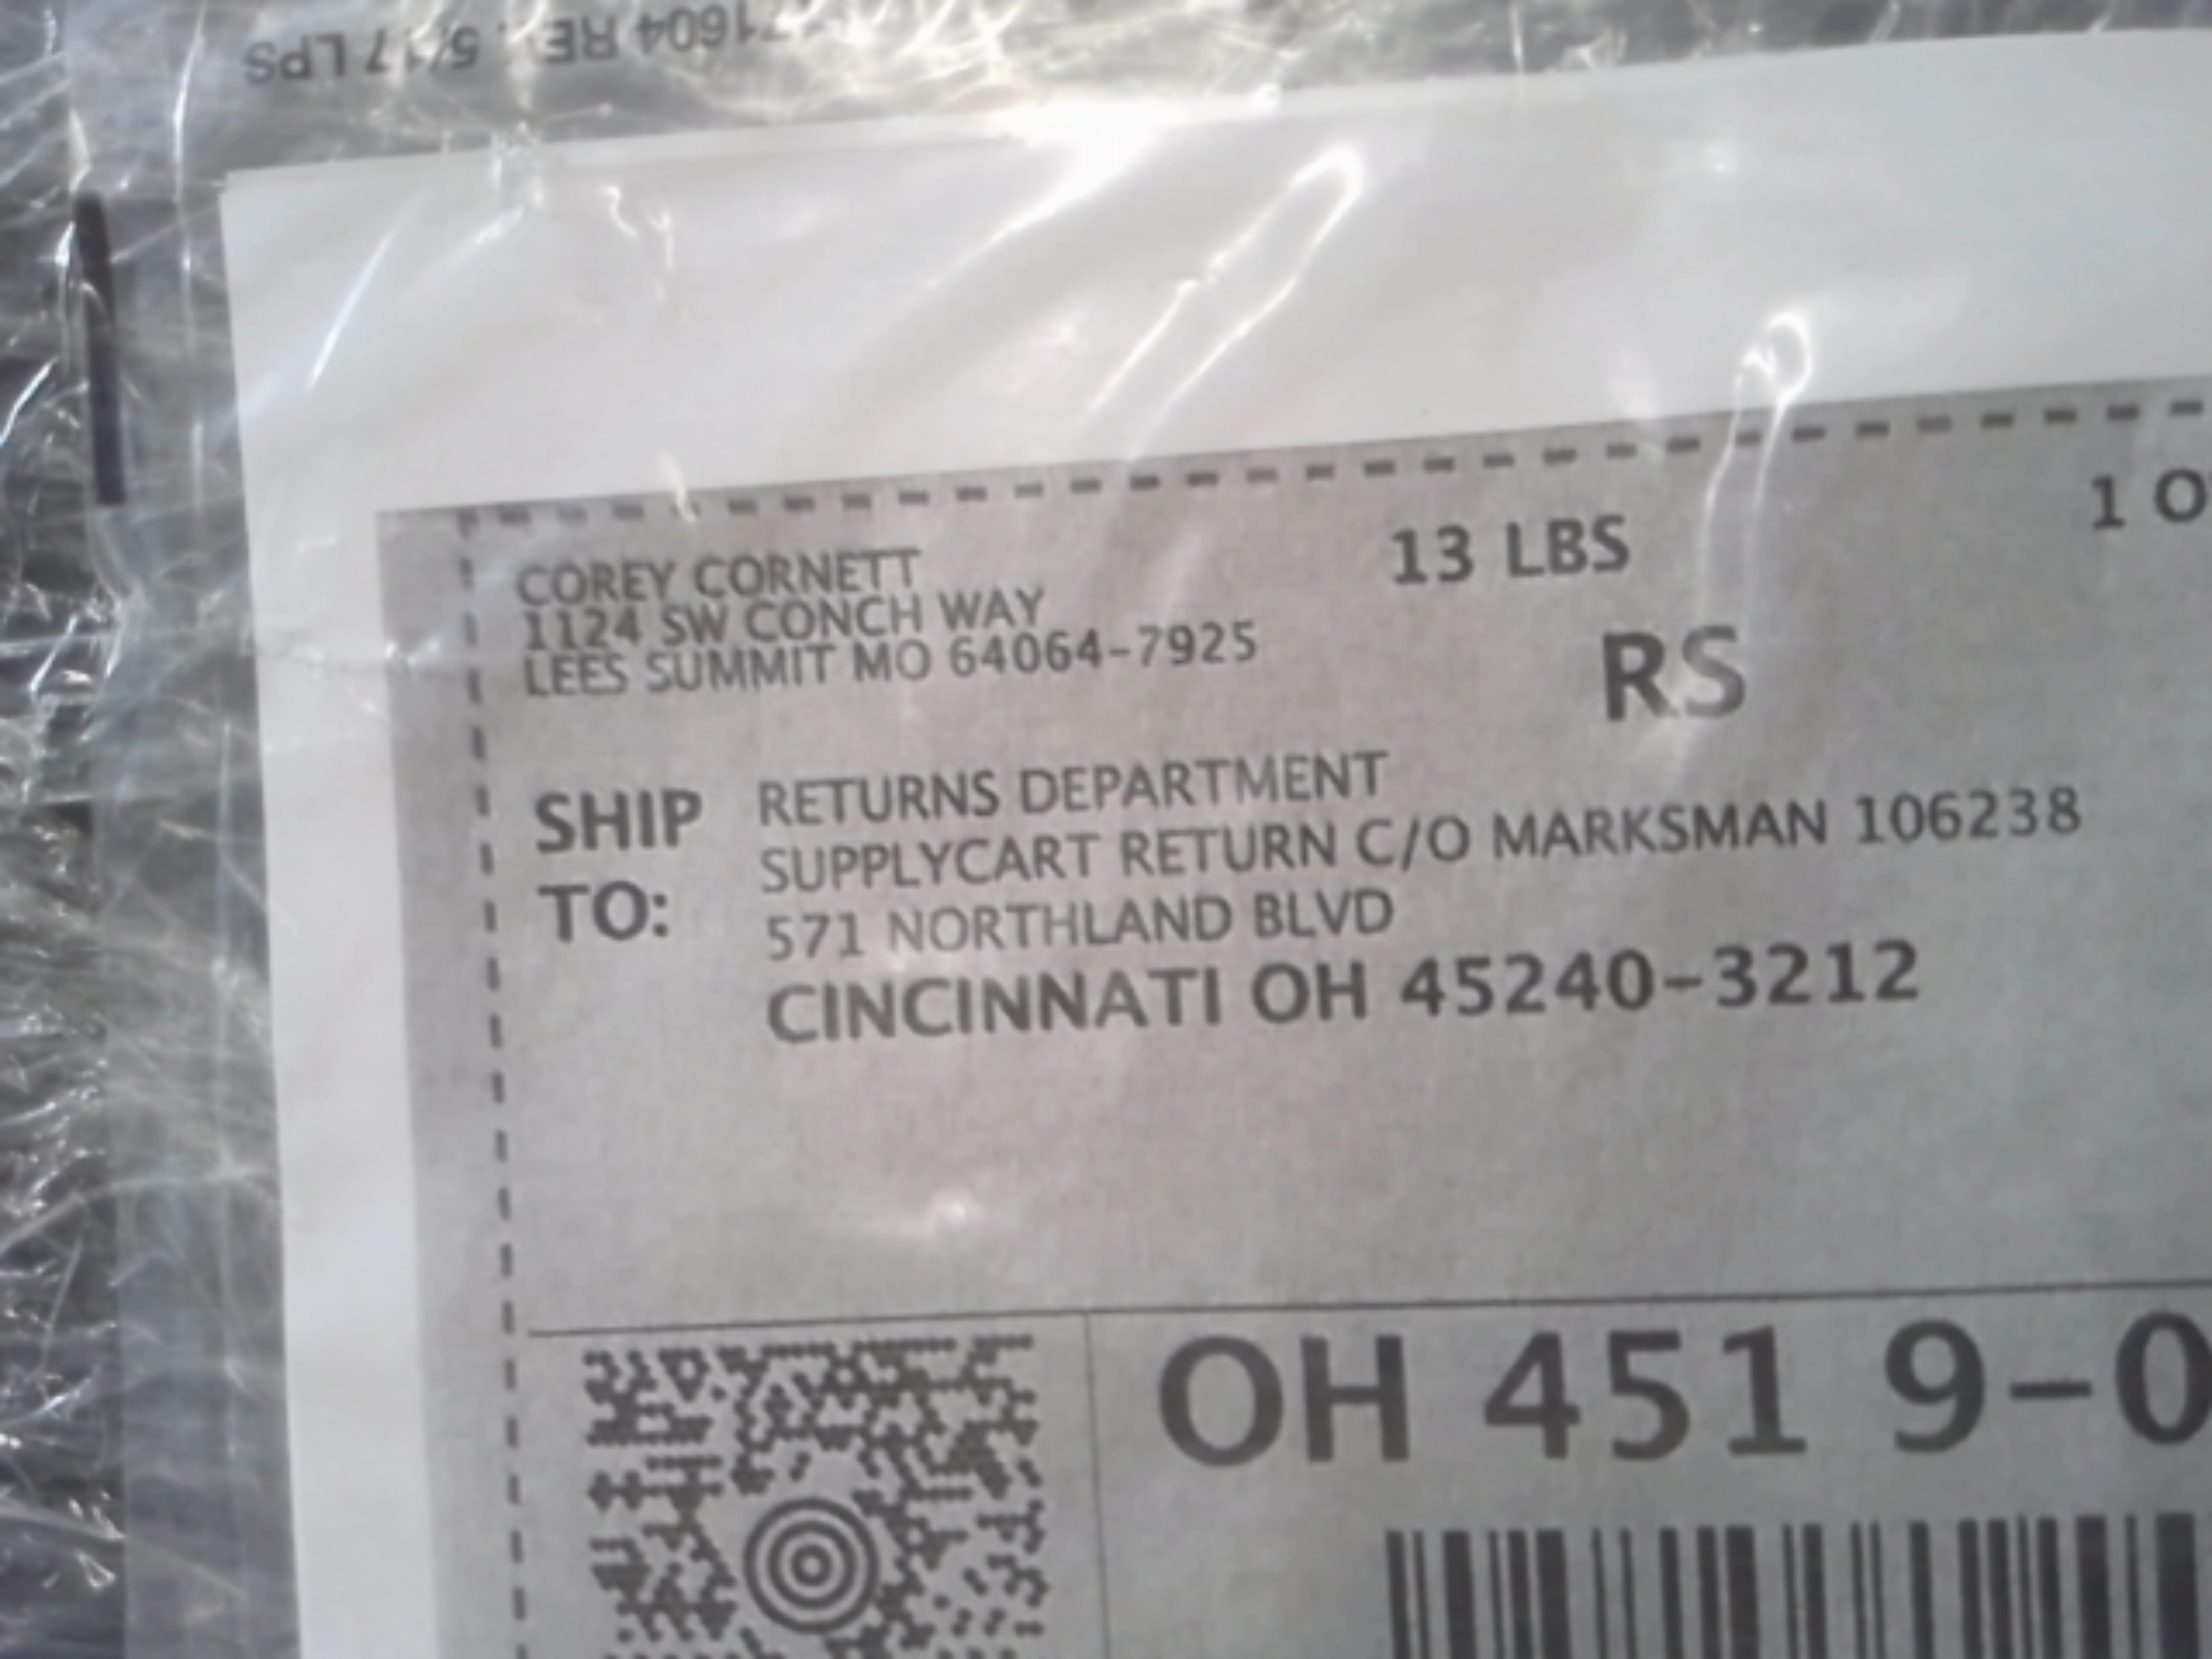 1604 RE . 5/17 LPS
COREY CORNETT
1124 SW CONCH WAY
LEES SUMMIT MO 64064-7925
13 LBS
1 O
RS
SHIP TO:
RETURNS DEPARTMENT
SUPPLYCART RETURN C/O MARKSMAN 106238
571 NORTHLAND BLVD
CINCINNATI OH 45240-3212
OH 451 9-0